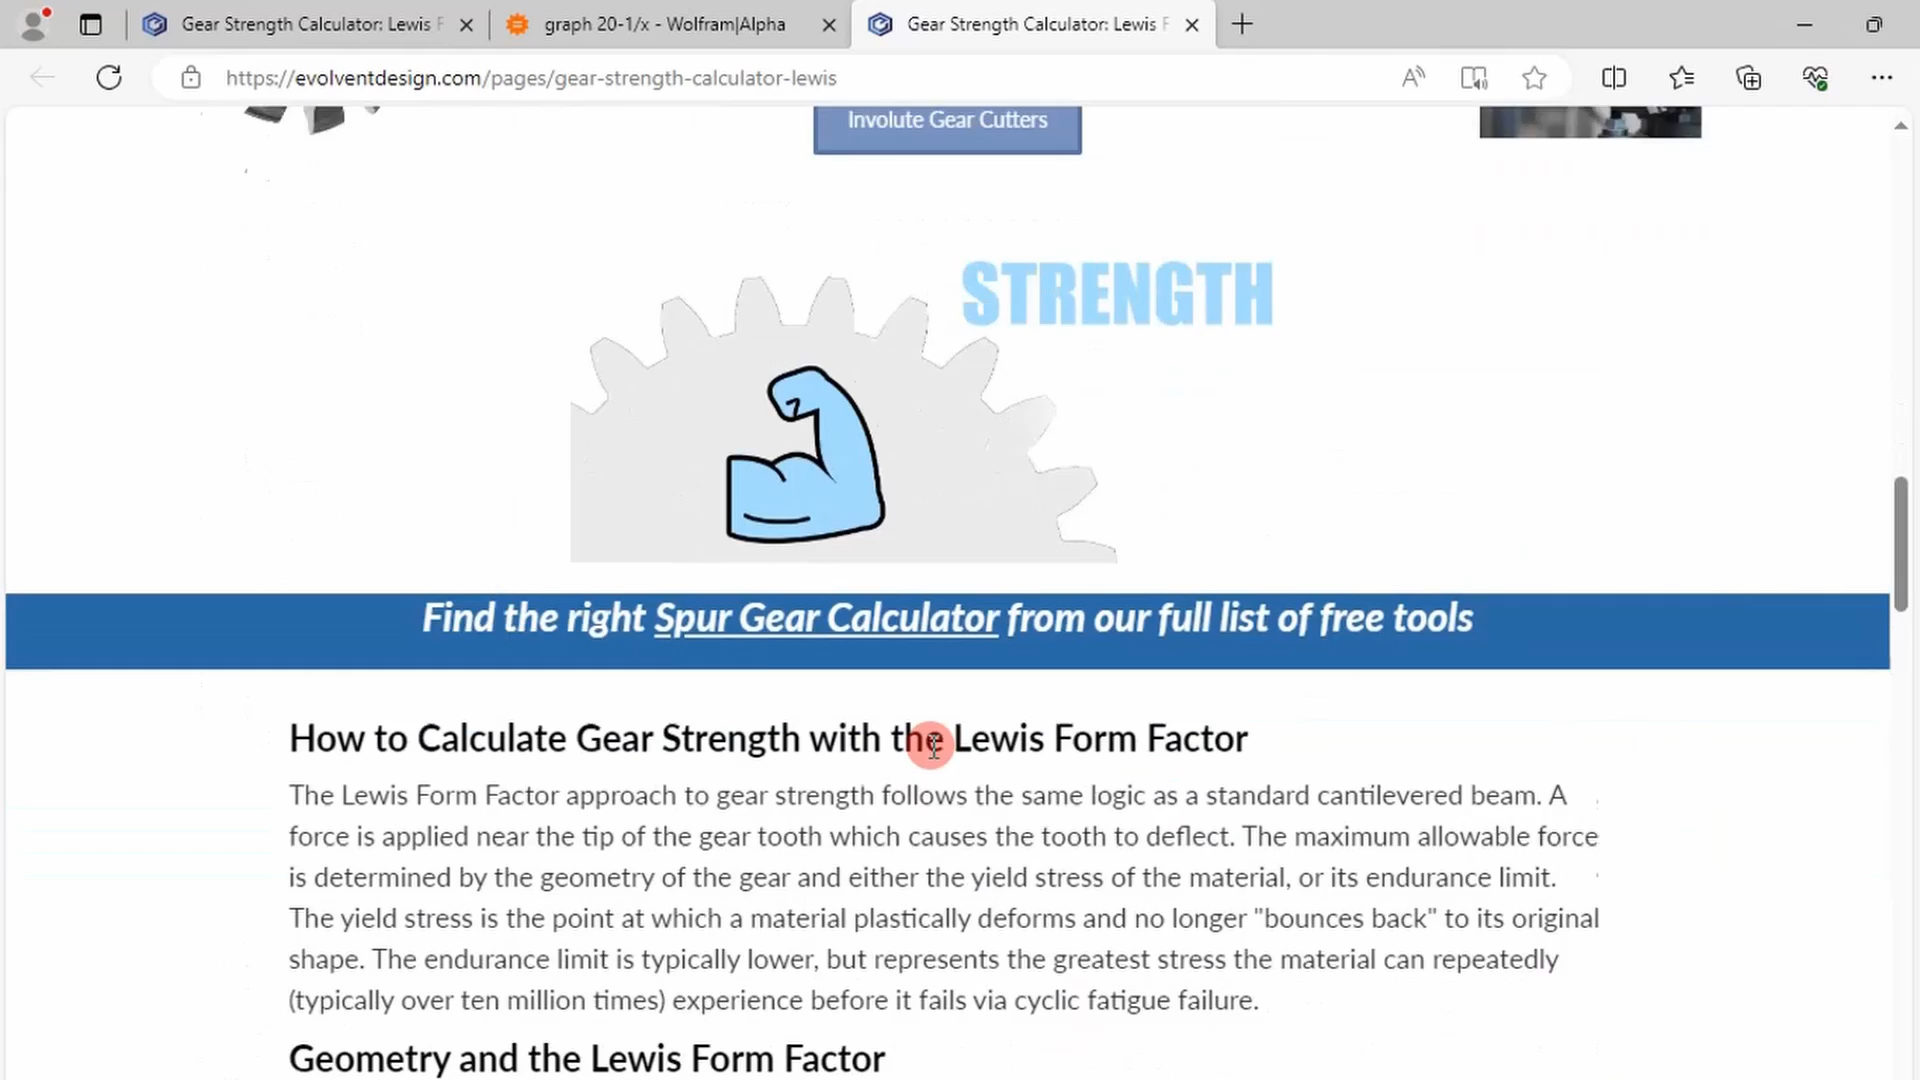 Gear Strength Calculator: Lewis F
graph 20-1/x - Wolfram|Alpha
Gear Strength Calculator: Lewis F
https://evolventdesign.com/pages/gear-strength-calculator-lewis
Involute Gear Cutters
STRENGTH
Find the right Spur Gear Calculator from our full list of free tools
How to Calculate Gear Strength with the Lewis Form Factor
The Lewis Form Factor approach to gear strength follows the same logic as a standard cantilevered beam. A
force is applied near the tip of the gear tooth which causes the tooth to deflect. The maximum allowable force
is determined by the geometry of the gear and either the yield stress of the material, or its endurance limit.
The yield stress is the point at which a material plastically deforms and no longer "bounces back" to its original
shape. The endurance limit is typically lower, but represents the greatest stress the material can repeatedly
(typically over ten million times) experience before it fails via cyclic fatigue failure.
Geometry and the Lewis Form Factor